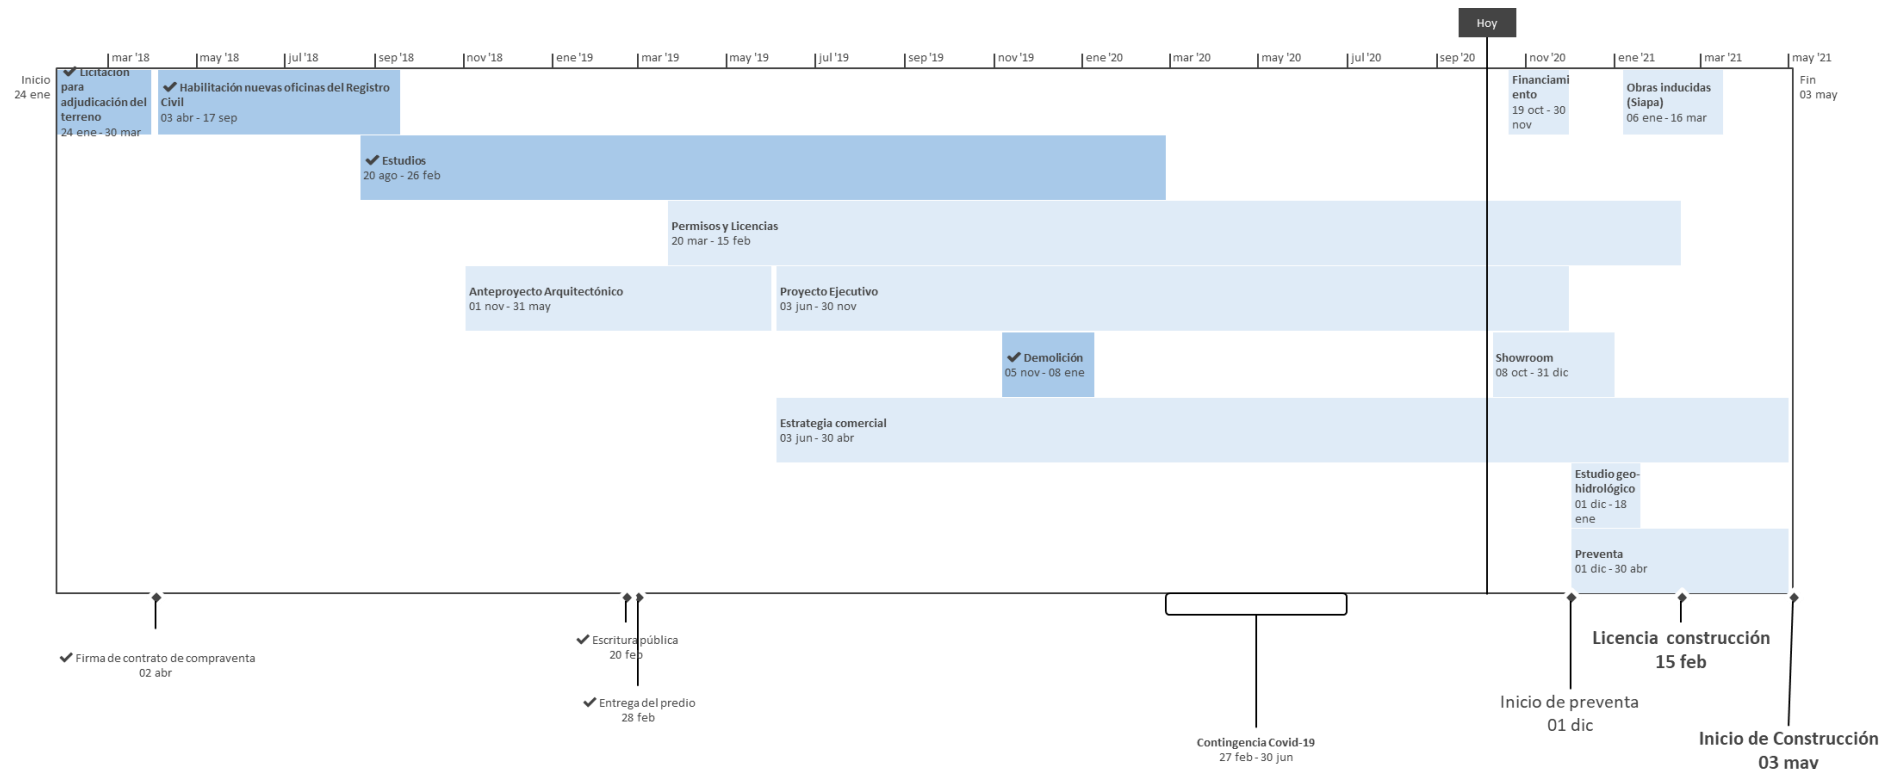 Hoy
mar '18
may '18
jul '18
sep '18
nov '18
ene '19
mar '19
may '19
jul '19
sep '19
nov '19
ene '20
mar '20
may '20
jul '20
sep '20
nov '20
ene '21
mar '21
may '21
Inicio
24 ene
Fin
03 may
✔ Licitación
para
adjudicación del
terreno
24 ene - 30 mar
✔ Habilitación nuevas oficinas del Registro
Civil
03 abr - 17 sep
Financiami
ento
19 oct - 30
nov
Obras inducidas
(Siapa)
06 ene - 16 mar
✔ Estudios
20 ago - 26 feb
Permisos y Licencias
20 mar - 15 feb
Anteproyecto Arquitectónico
01 nov - 31 may
Proyecto Ejecutivo
03 jun - 30 nov
✔ Demolición
05 nov - 08 ene
Showroom
08 oct - 31 dic
Estrategia comercial
03 jun - 30 abr
Estudio geo-
hidrológico
01 dic - 18
ene
Preventa
01 dic - 30 abr
✔ Firma de contrato de compraventa
02 abr
✔ Escritura pública
20 feb
✔ Entrega del predio
28 feb
Contingencia Covid-19
27 feb - 30 jun
Inicio de preventa
01 dic
Licencia construcción
15 feb
Inicio de Construcción
03 may